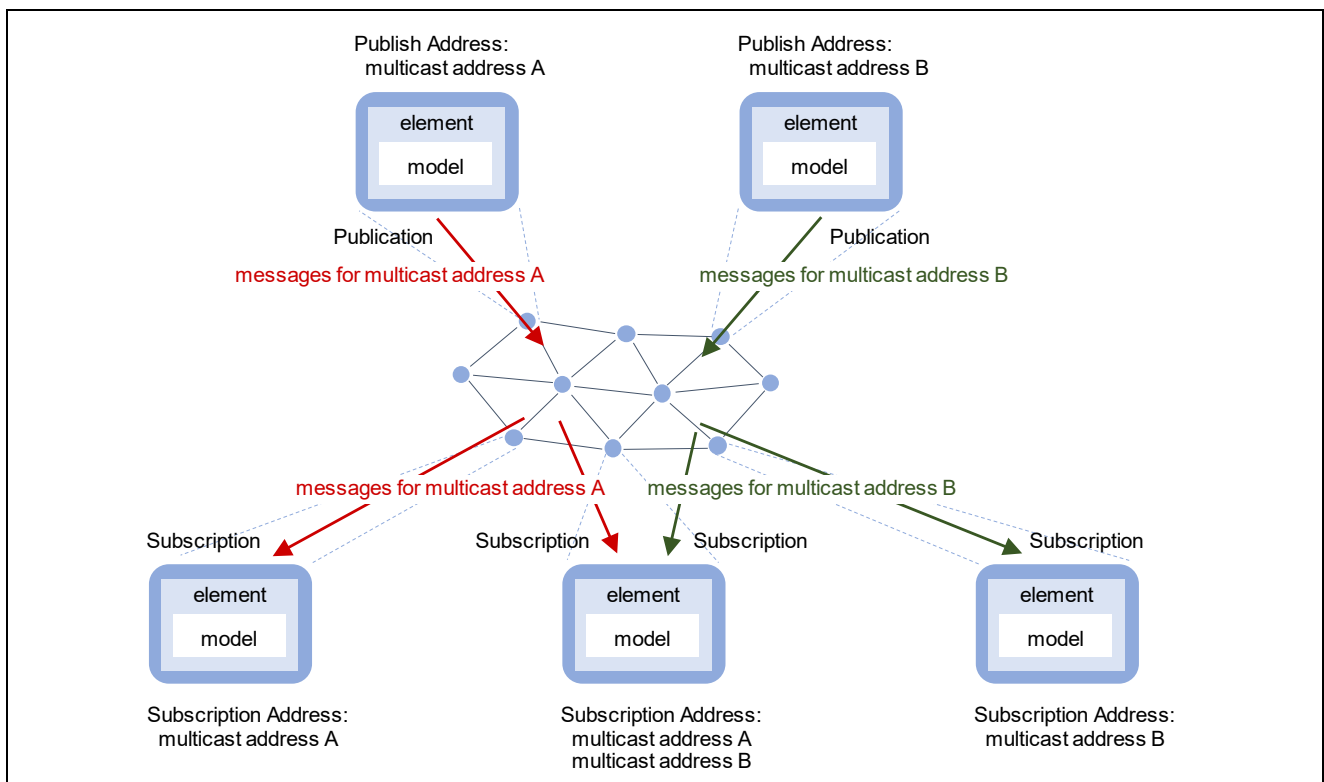 Publish Address:
multicast address A
Publish Address:
multicast address B
element
model
element
model
Publication
Publication
messages for multicast address A
messages for multicast address B
messages for multicast address A
messages for multicast address B
Subscription
Subscription
Subscription
Subscription
element
model
element
model
element
model
Subscription Address:
multicast address A
Subscription Address:
multicast address A
multicast address B
Subscription Address:
multicast address B